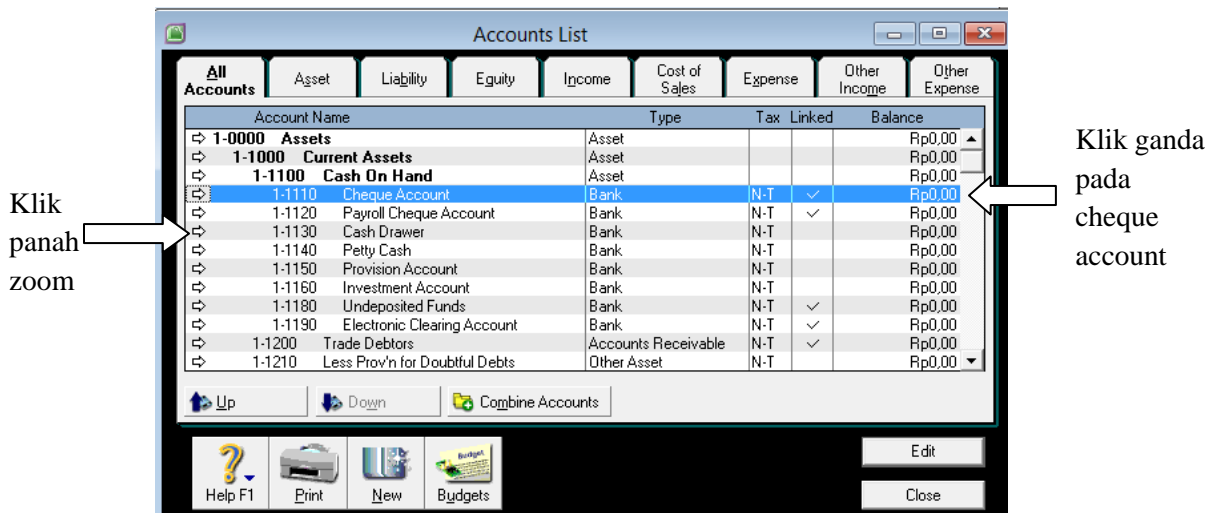 Accounts List
All Accounts
Asset
Liability
Equity
Income
Cost of Sales
Expense
Other Income
Other Expense
Account Name Type Tax Linked Balance
1-0000 Assets Asset Rp0,00
1-1000 Current Assets Asset Rp0,00
1-1100 Cash On Hand Asset Rp0,00
1-1110 Cheque Account Bank N-T Rp0,00
1-1120 Payroll Cheque Account Bank N-T Rp0,00
1-1130 Cash Drawer Bank N-T Rp0,00
1-1140 Petty Cash Bank N-T Rp0,00
1-1150 Provision Account Bank N-T Rp0,00
1-1160 Investment Account Bank N-T Rp0,00
1-1180 Undeposited Funds Bank N-T Rp0,00
1-1190 Electronic Clearing Account Bank N-T Rp0,00
1-1200 Trade Debtors Accounts Receivable N-T Rp0,00
1-1210 Less Prov'n for Doubtful Debts Other Asset N-T Rp0,00
Up
Down
Combine Accounts
Help F1
Print
New
Budget
Budgets
Edit
Close
Klik
panah
zoom
Klik ganda
pada
cheque
account